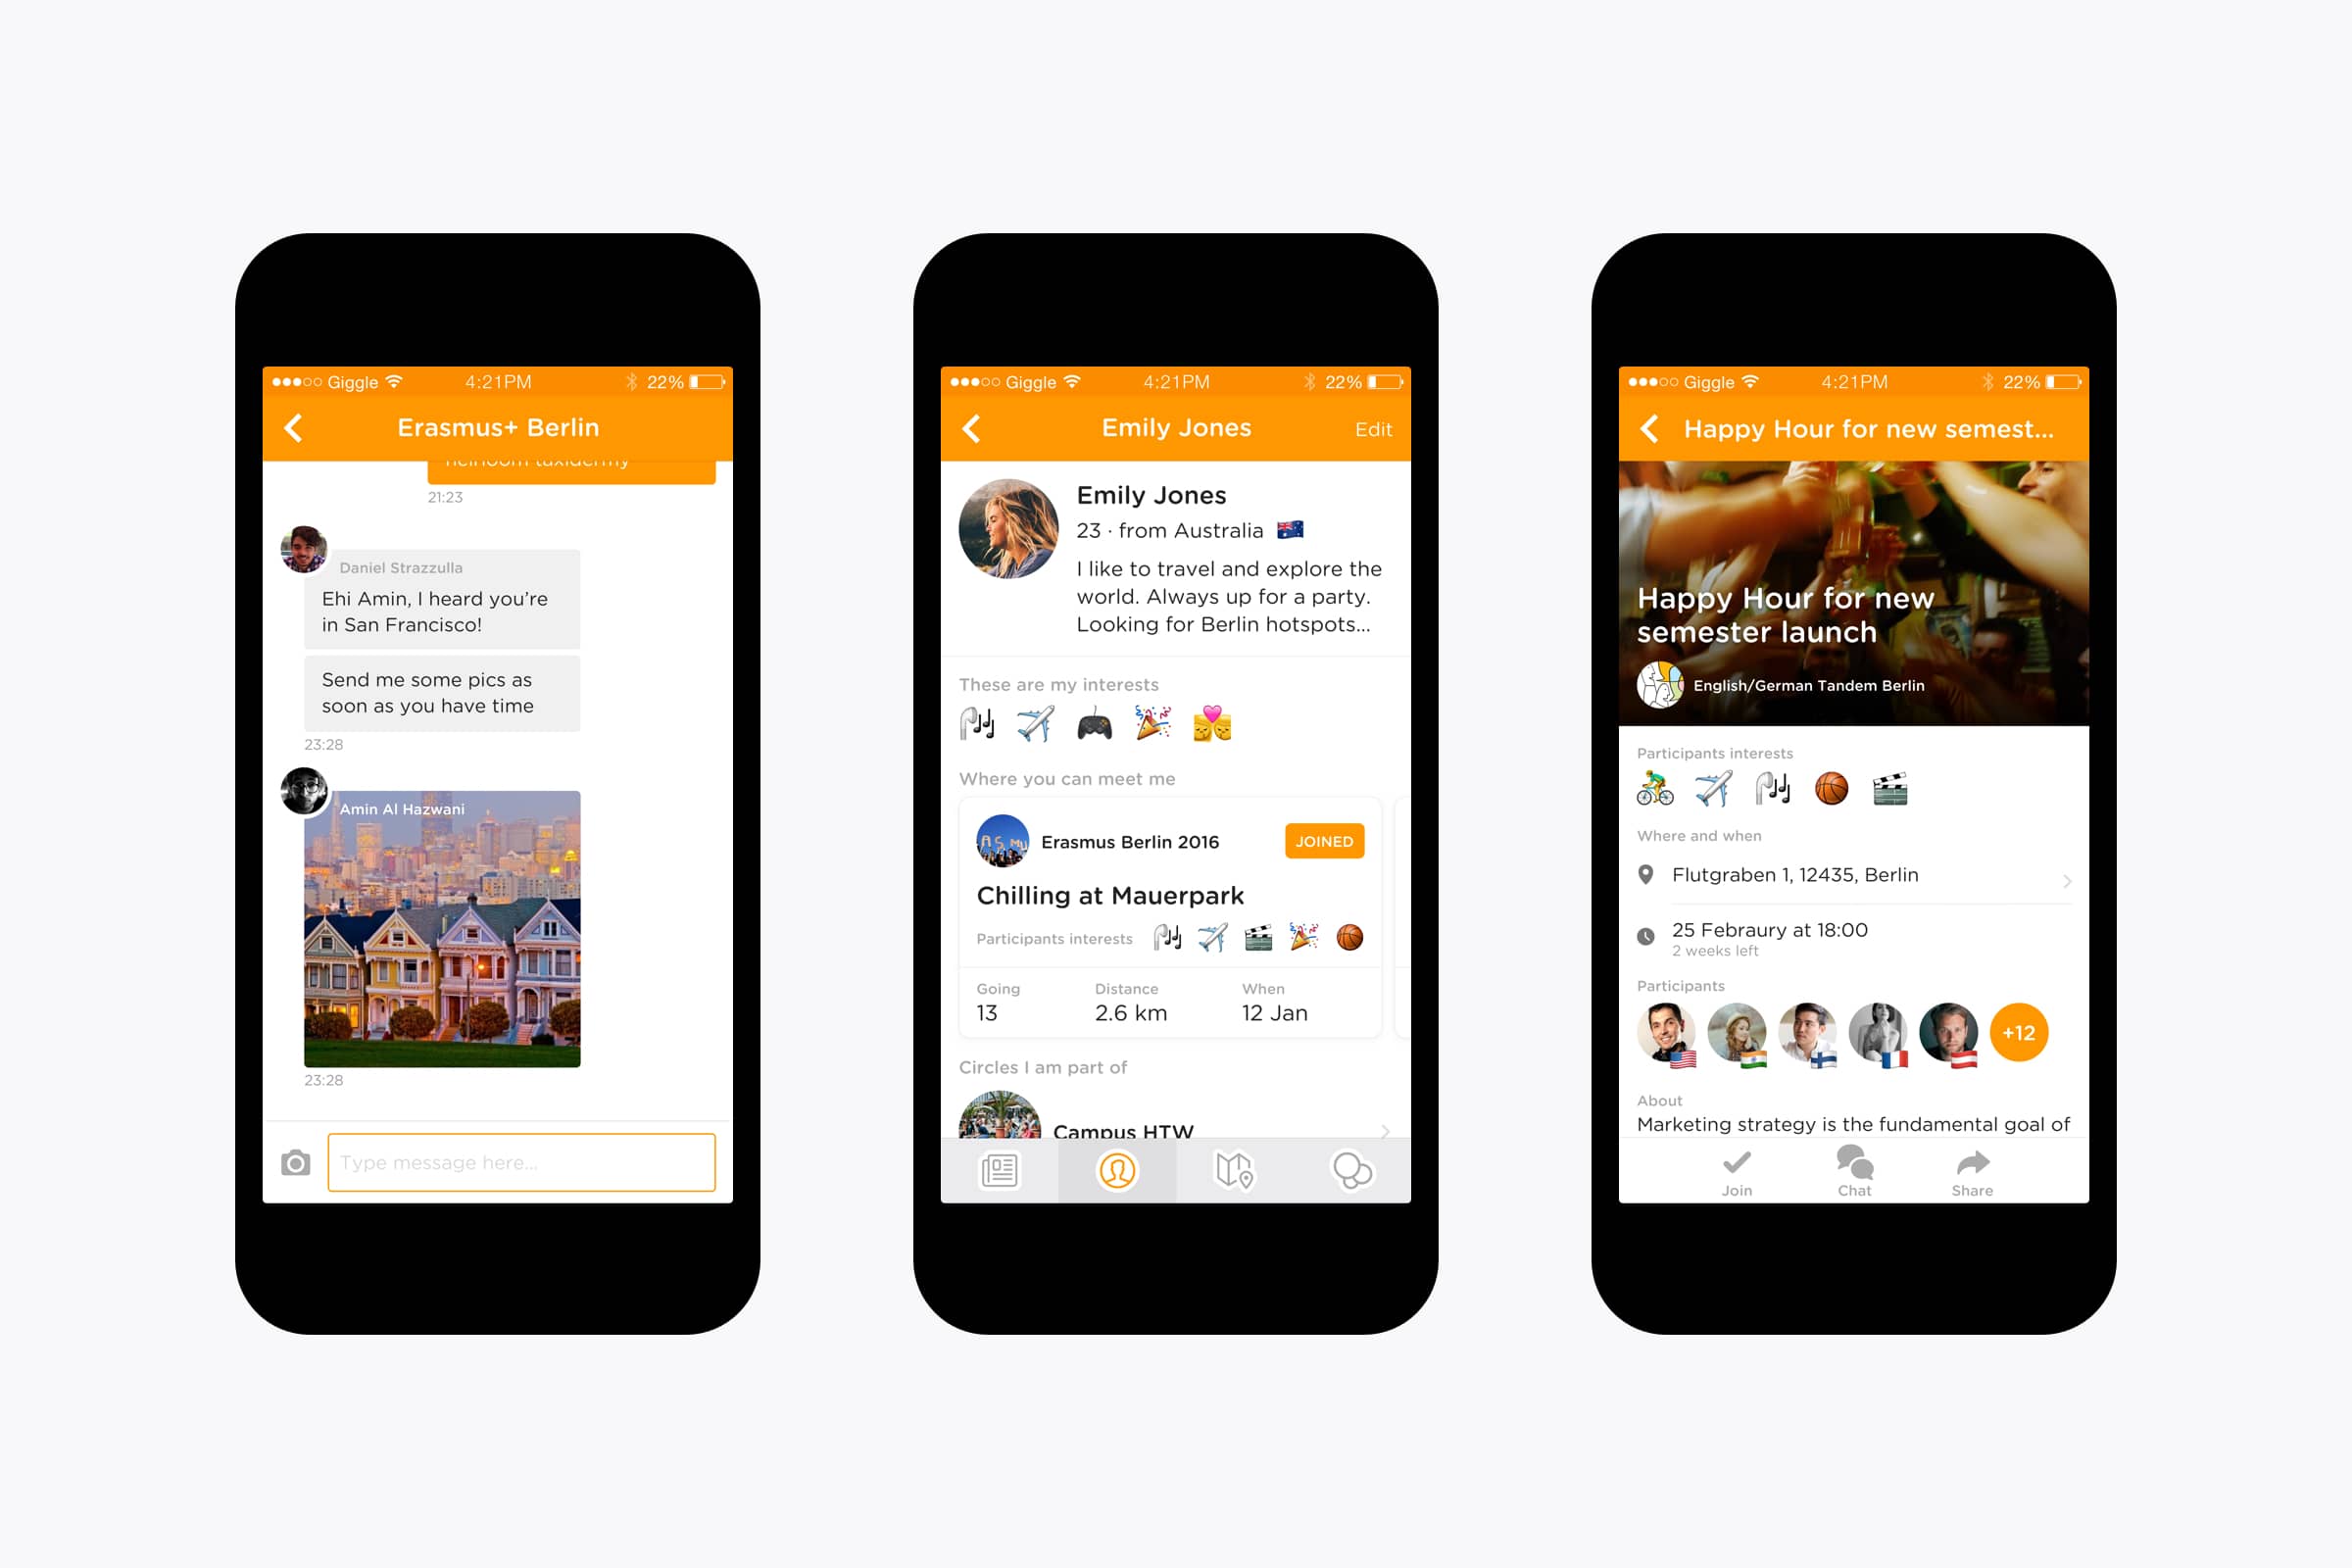 Giggle 4:21PM 22%
Erasmus+ Berlin
heirloom taxidermy
21:23
Daniel Strazzulla
Ehi Amin, I heard you're
in San Francisco!
Send me some pics as
soon as you have time
23:28
Amin Al Hazwani
23:28
Type message here...
Giggle 4:21PM 22%
Emily Jones Edit
Emily Jones
23 · from Australia
I like to travel and explore the
world. Always up for a party.
Looking for Berlin hotspots...
These are my interests
Where you can meet me
Erasmus Berlin 2016 JOINED
Chilling at Mauerpark
Participants interests
Going Distance When
13 2.6 km 12 Jan
Circles I am part of
Campus HTW
Giggle 4:21PM 22%
Happy Hour for new semest...
Happy Hour for new
semester launch
English/German Tandem Berlin
Participants interests
Where and when
Flutgraben 1, 12435, Berlin
25 Febraury at 18:00
2 weeks left
Participants
+12
About
Marketing strategy is the fundamental goal of
Join Chat Share